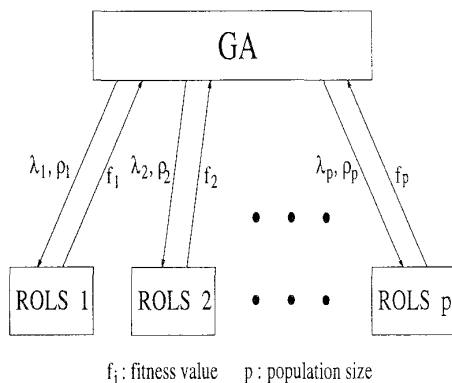 GA
λ₁, ρ₁ f₁ λ₂, ρ₂ f₂ λₚ, ρₚ fₚ
ROLS 1 ROLS 2 ROLS p
fᵢ : fitness value p : population size